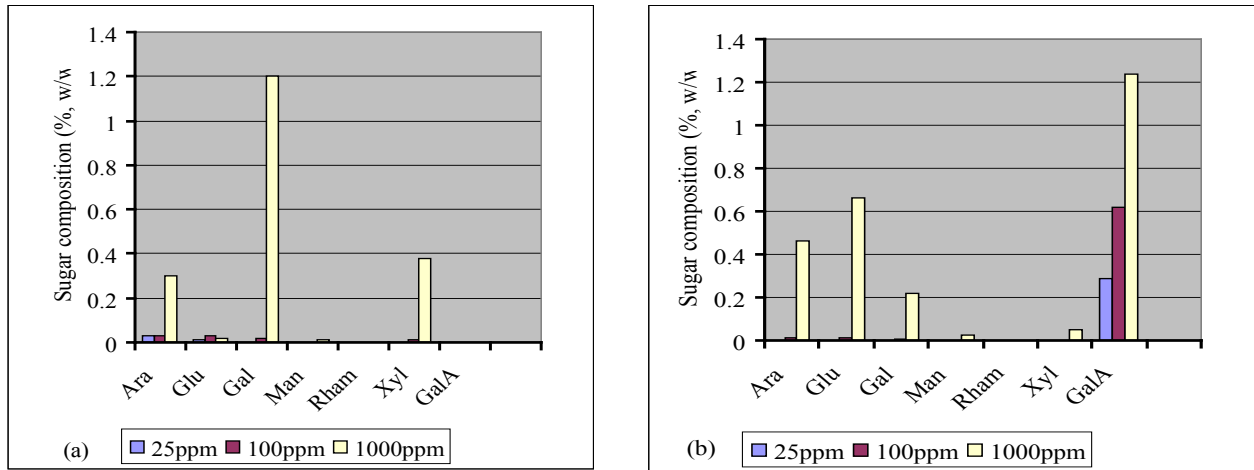 1.4
1.2
1
0.8
0.6
0.4
0.2
0
Sugar composition (%, w/w
Ara
Glu
Gal
Man
Rham
Xyl
GalA
(a)
25ppm 100ppm 1000ppm
1.4
1.2
1
0.8
0.6
0.4
0.2
0
Sugar composition (%, w/w
Ara
Glu
Gal
Man
Rham
Xyl
GalA
(b)
25ppm 100ppm 1000ppm